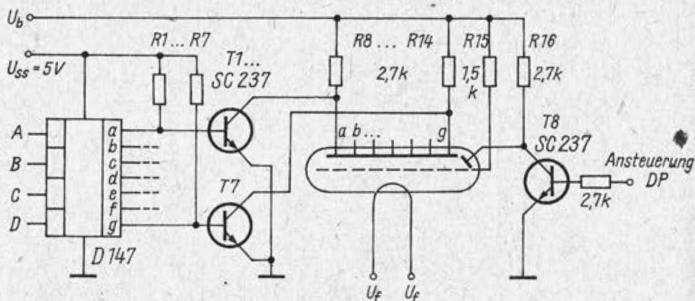 U_b
R1 ... R7
T1...
SC 237
R8 ... R14
2,7k
R15
1,5
k
R16
2,7k
U_ss = 5V
T8
SC 237
A
B
C
D
a
b
c
d
e
f
g
a b...
g
T7
Ansteuerung
DP
2,7k
D 147
U_f
U_f